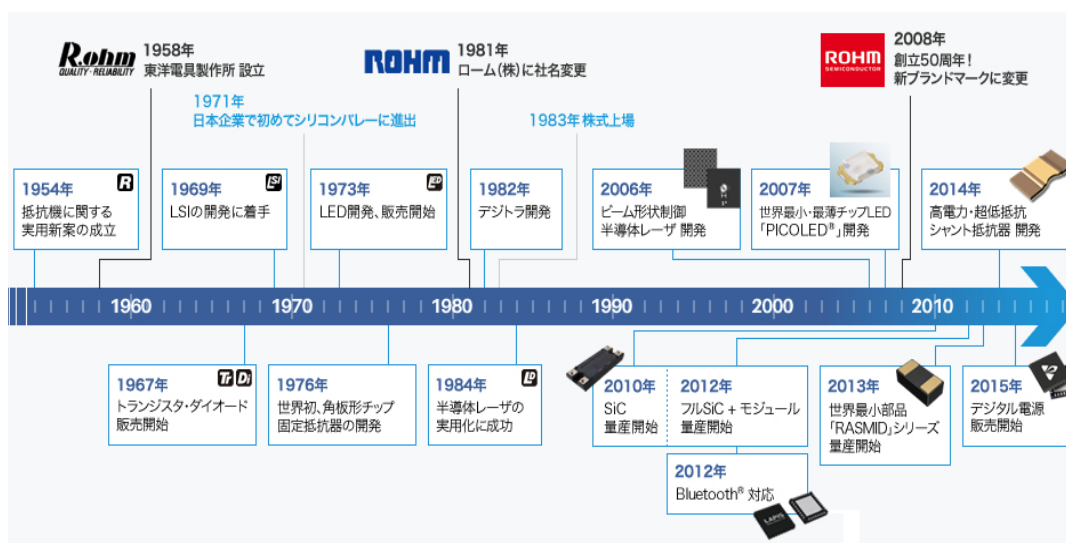 R.ohm
QUALITY・RELIABILITY
1958年
東洋電具製作所 設立
ROHM
1981年
ローム(株)に社名変更
ROHM
SEMICONDUCTOR
2008年
創立50周年!
新ブランドマークに変更
1971年
日本企業で初めてシリコンバレーに進出
1983年 株式上場
1954年
R
抵抗機に関する
実用新案の成立
1969年
LSI
LSIの開発に着手
1973年
LED
LED開発、販売開始
1982年
デジトラ開発
2006年
ビーム形状制御
半導体レーザ 開発
2007年
世界最小・最薄チップLED
「PICOLED®」開発
2014年
高電力・超低抵抗
シャント抵抗器 開発
1960
1970
1980
1990
2000
2010
1967年
Tr Di
トランジスタ・ダイオード
販売開始
1976年
世界初、角板形チップ
固定抵抗器の開発
1984年
LD
半導体レーザの
実用化に成功
2010年
SiC
量産開始
2012年
フルSiC + モジュール
量産開始
2012年
Bluetooth® 対応
LAPIS
2013年
世界最小部品
「RASMID」シリーズ
量産開始
2015年
デジタル電源
販売開始